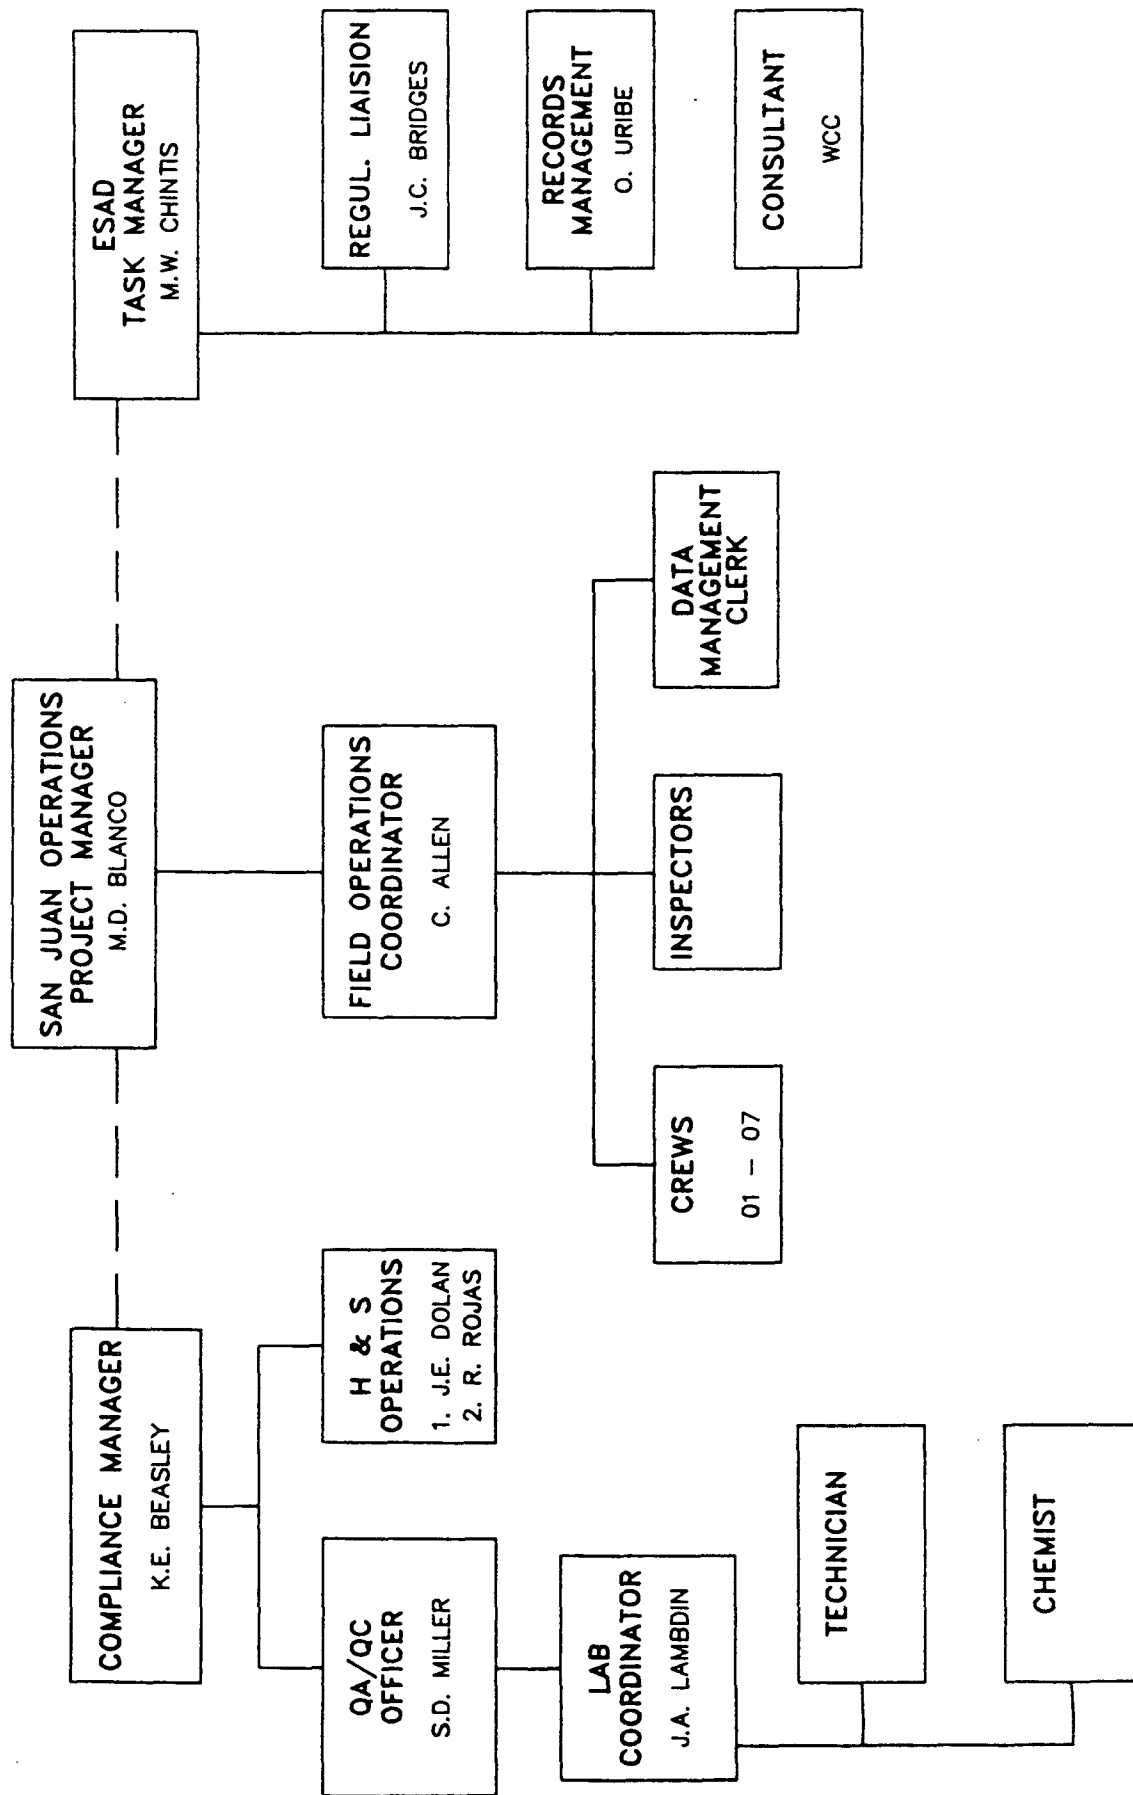 SAN JUAN OPERATIONS
PROJECT MANAGER
M.D. BLANCO
COMPLIANCE MANAGER
K.E. BEASLEY
ESAD
TASK MANAGER
M.W. CHINTIS
QA/QC
OFFICER
S.D. MILLER
H & S
OPERATIONS
1. J.E. DOLAN
2. R. ROJAS
FIELD OPERATIONS
COORDINATOR
C. ALLEN
REGUL. LIAISION
J.C. BRIDGES
RECORDS
MANAGEMENT
O. URIBE
CONSULTANT
WCC
LAB
COORDINATOR
J.A. LAMBDIN
CREWS
01 — 07
INSPECTORS
DATA
MANAGEMENT
CLERK
TECHNICIAN
CHEMIST